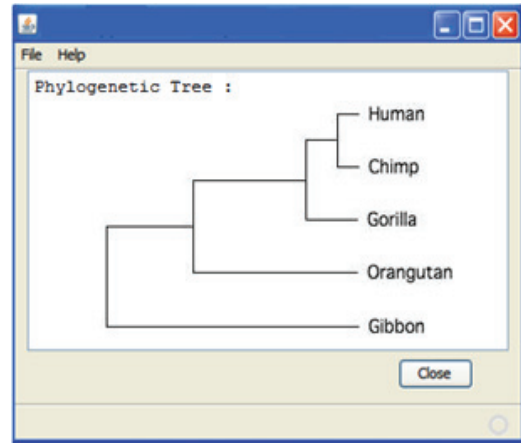 File Help
Phylogenetic Tree :
Human
Chimp
Gorilla
Orangutan
Gibbon
Close